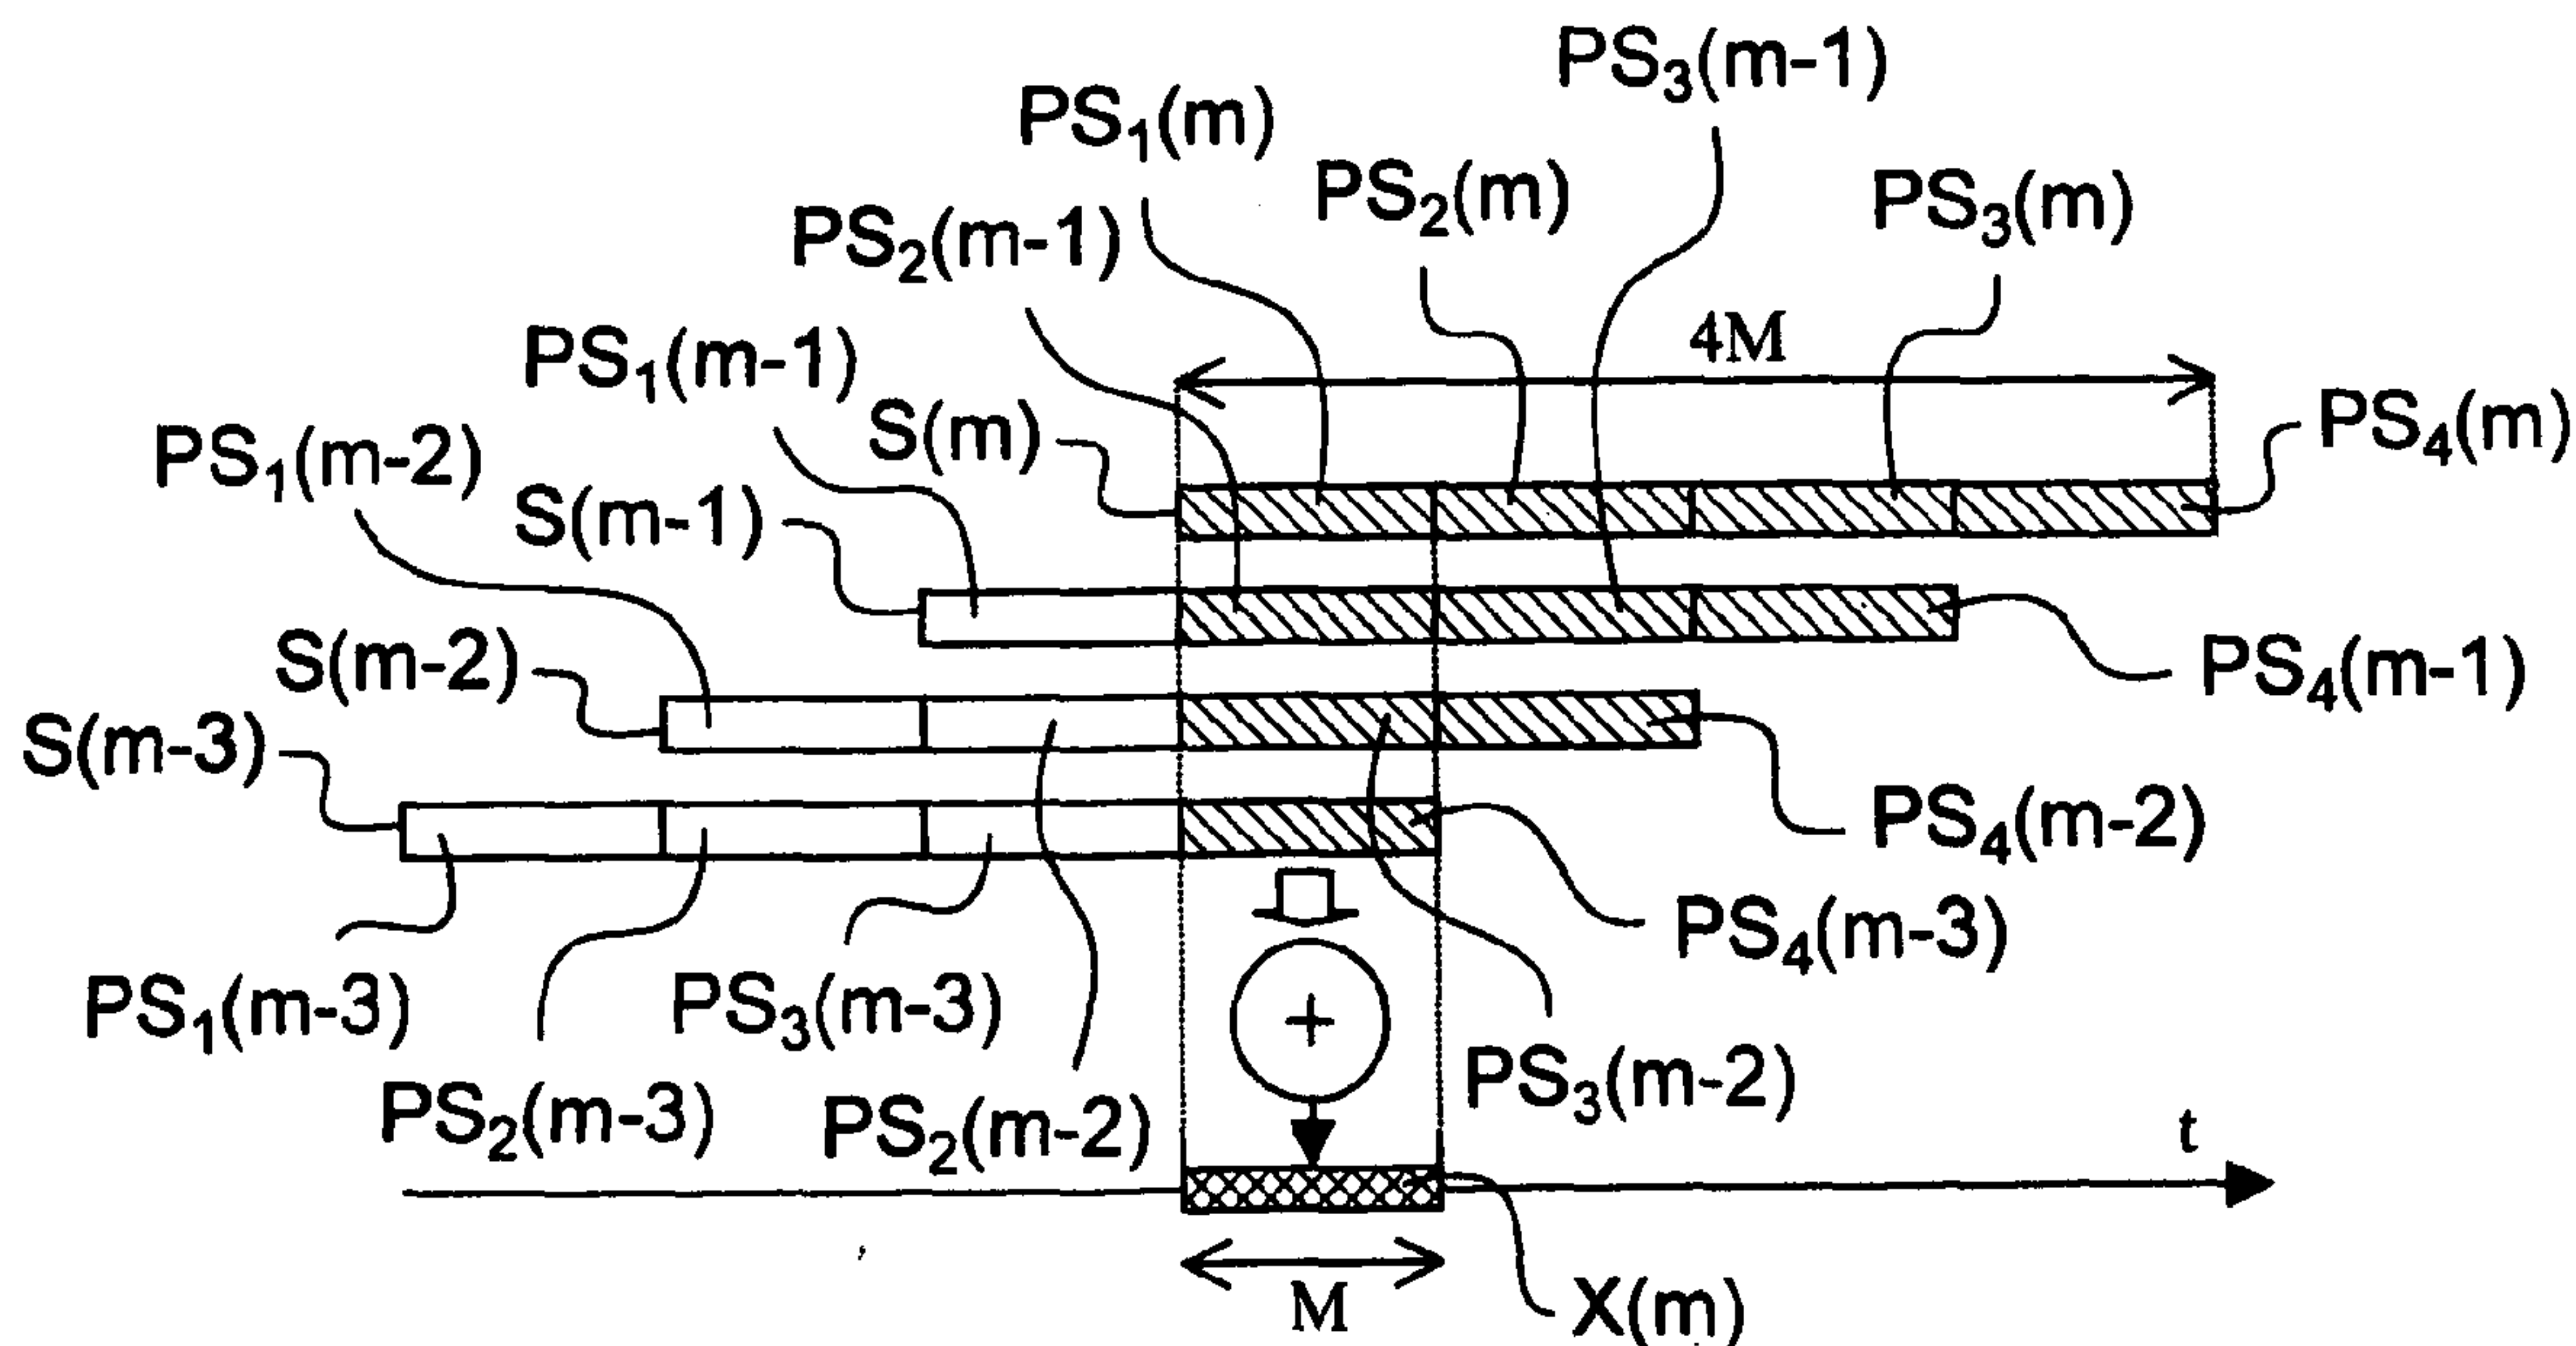 PS₃(m-1)
PS₁(m)
PS₂(m)
PS₃(m)
PS₂(m-1)
4M
PS₁(m-1)
S(m)
PS₄(m)
PS₁(m-2)
S(m-1)
PS₄(m-1)
S(m-2)
S(m-3)
PS₄(m-2)
PS₄(m-3)
PS₁(m-3)
PS₃(m-3)
+
PS₃(m-2)
PS₂(m-3)
PS₂(m-2)
t
M
X(m)